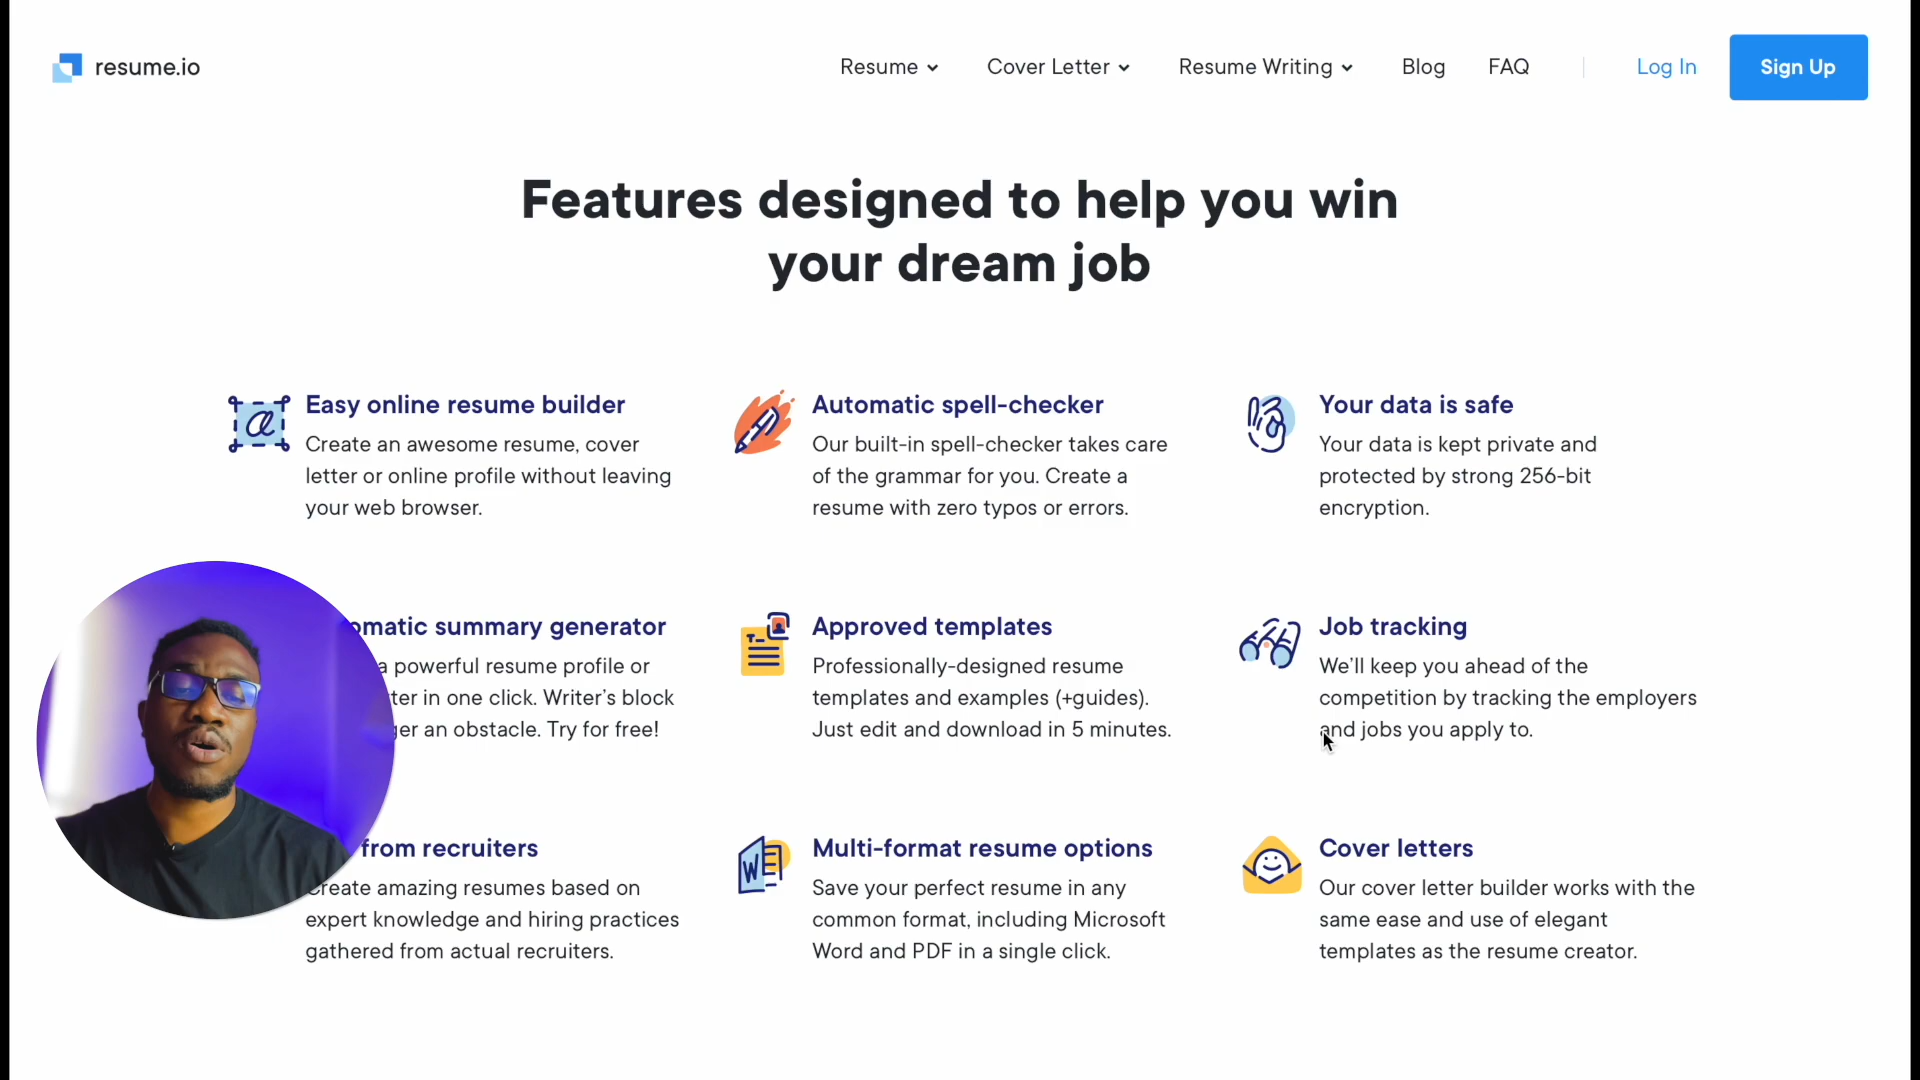 resume.io
Resume
Cover Letter
Resume Writing
Blog
FAQ
Log In
Sign Up
Features designed to help you win
your dream job
Easy online resume builder
Create an awesome resume, cover
letter or online profile without leaving
your web browser.
Automatic spell-checker
Our built-in spell-checker takes care
of the grammar for you. Create a
resume with zero typos or errors.
Your data is safe
Your data is kept private and
protected by strong 256-bit
encryption.
summary generator
a powerful resume profile or
in one click. Writer's block
an obstacle. Try for free!
Approved templates
Professionally-designed resume
templates and examples (+guides).
Just edit and download in 5 minutes.
Job tracking
We'll keep you ahead of the
competition by tracking the employers
and jobs you apply to.
from recruiters
Create amazing resumes based on
expert knowledge and hiring practices
gathered from actual recruiters.
Multi-format resume options
Save your perfect resume in any
common format, including Microsoft
Word and PDF in a single click.
Cover letters
Our cover letter builder works with the
same ease and use of elegant
templates as the resume creator.